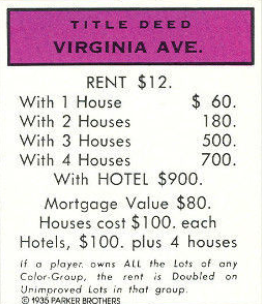 TITLE DEED
VIRGINIA AVE.
RENT $12.
With 1 House $ 60.
With 2 Houses 180.
With 3 Houses 500.
With 4 Houses 700.
With HOTEL $900.
Mortgage Value $80.
Houses cost $100. each
Hotels, $100. plus 4 houses
If a player owns ALL the Lots of any
Color-Group, the rent is Doubled on
Unimproved Lots in that group.
© 1935 PARKER BROTHERS